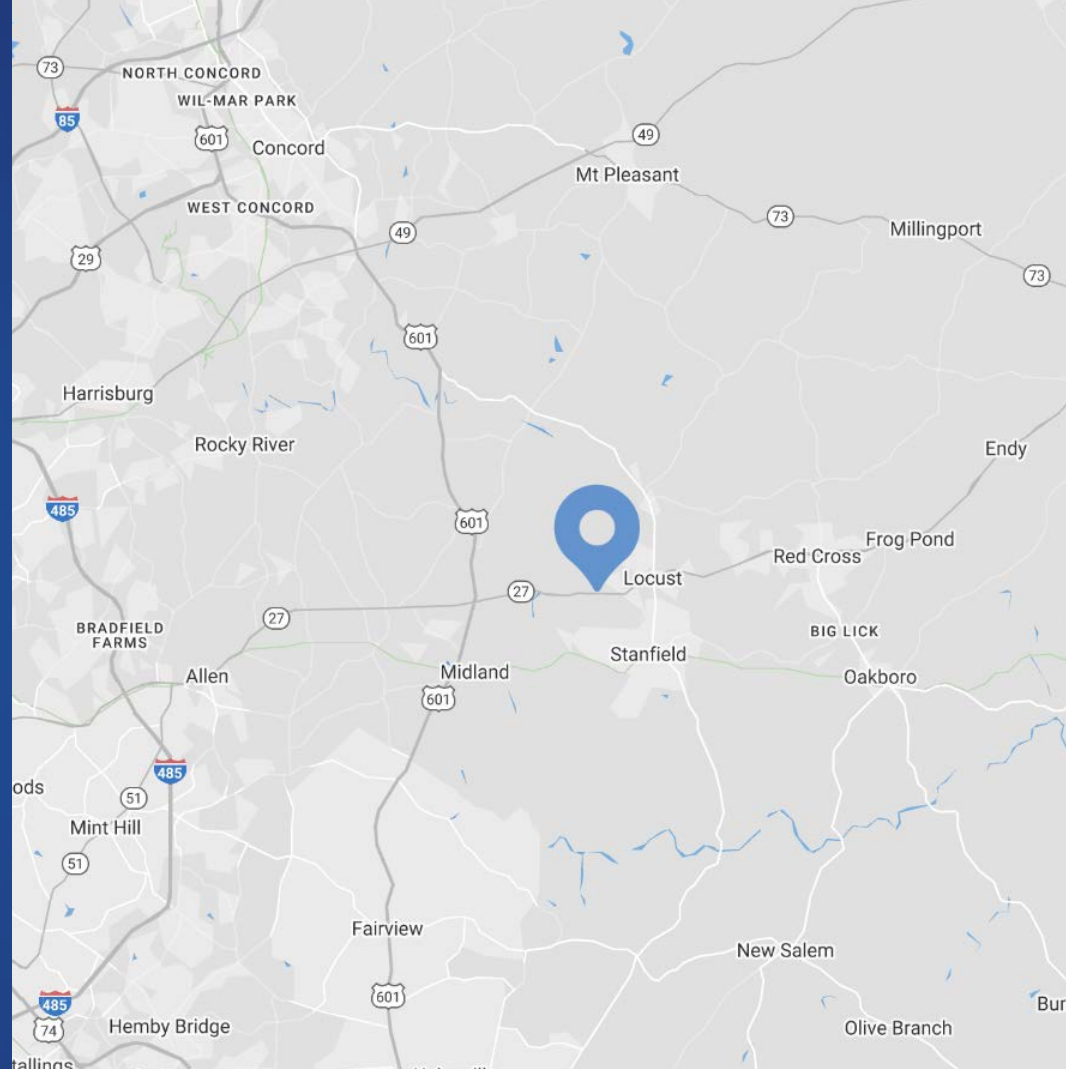 73
NORTH CONCORD
WIL-MAR PARK
85
601
Concord
49
Mt Pleasant
WEST CONCORD
49
73
Millingport
29
73
601
Harrisburg
Rocky River
Endy
485
601
Frog Pond
Red Cross
Locust
27
27
BRADFIELD
FARMS
BIG LICK
Stanfield
Allen
Midland
Oakboro
601
485
ods
51
Mint Hill
51
Fairview
New Salem
601
485
74
Hemby Bridge
Bur
Olive Branch
tallings